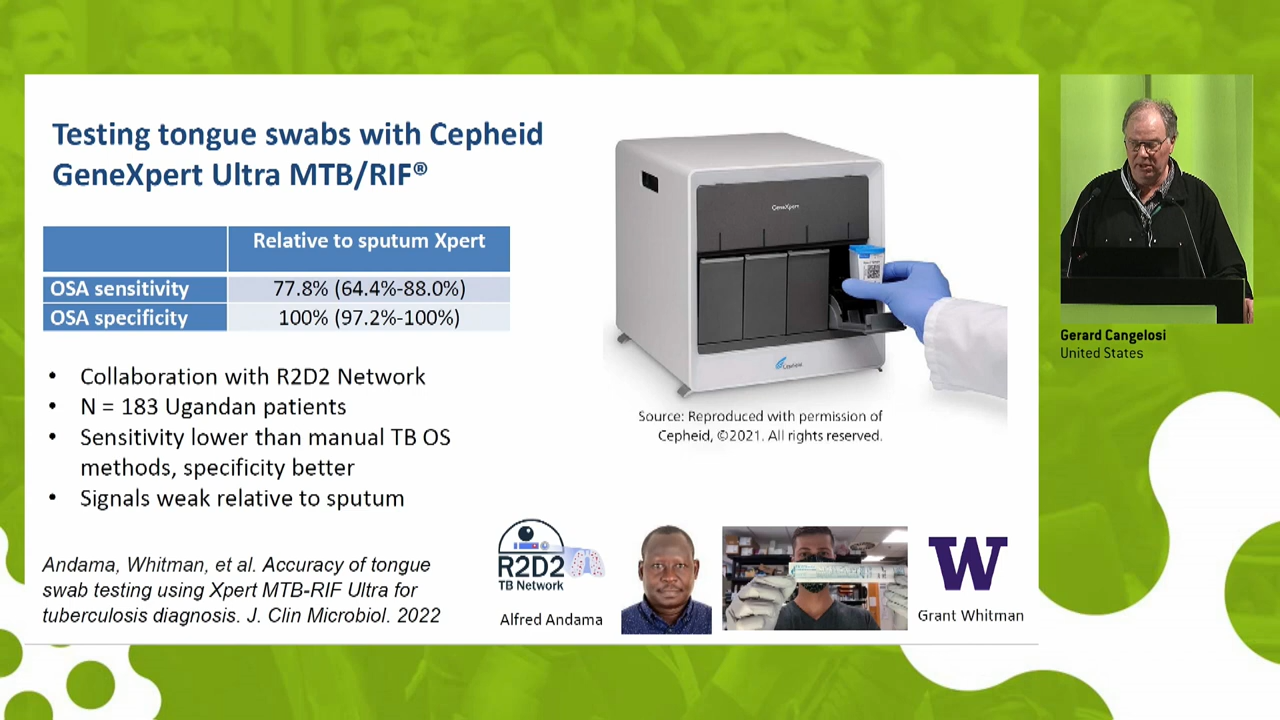 Testing tongue swabs with Cepheid
GeneXpert Ultra MTB/RIF®
Relative to sputum Xpert
OSA sensitivity 77.8% (64.4%-88.0%)
OSA specificity 100% (97.2%-100%)
• Collaboration with R2D2 Network
• N = 183 Ugandan patients
• Sensitivity lower than manual TB OS
methods, specificity better
• Signals weak relative to sputum
Andama, Whitman, et al. Accuracy of tongue
swab testing using Xpert MTB-RIF Ultra for
tuberculosis diagnosis. J. Clin Microbiol. 2022
GeneXpert
Cepheid
Source: Reproduced with permission of
Cepheid, ©2021. All rights reserved.
R2D2
TB Network
Alfred Andama
W
Grant Whitman
Gerard Cangelosi
United States